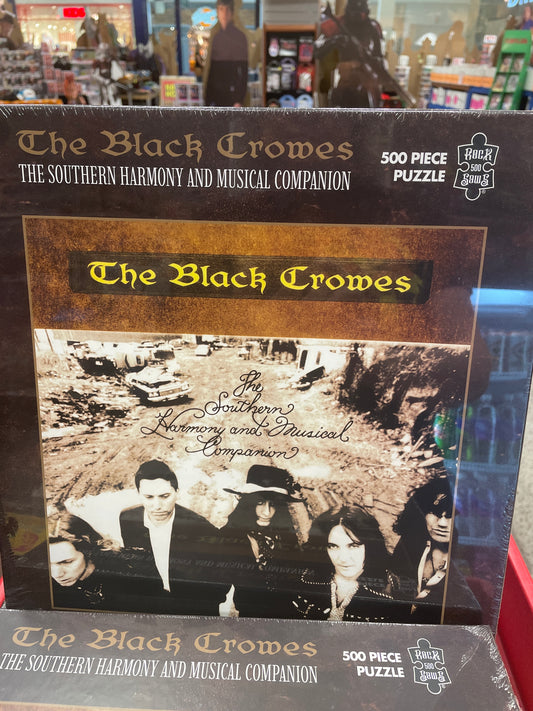 The Black Crowes
THE SOUTHERN HARMONY AND MUSICAL COMPANION
500 PIECE
PUZZLE
Rock
500
Saws
The Black Crowes
The
Southern
Harmony and Musical
Companion
The Black Crowes
THE SOUTHERN HARMONY AND MUSICAL COMPANION
500 PIECE
PUZZLE
Rock
500
Saws